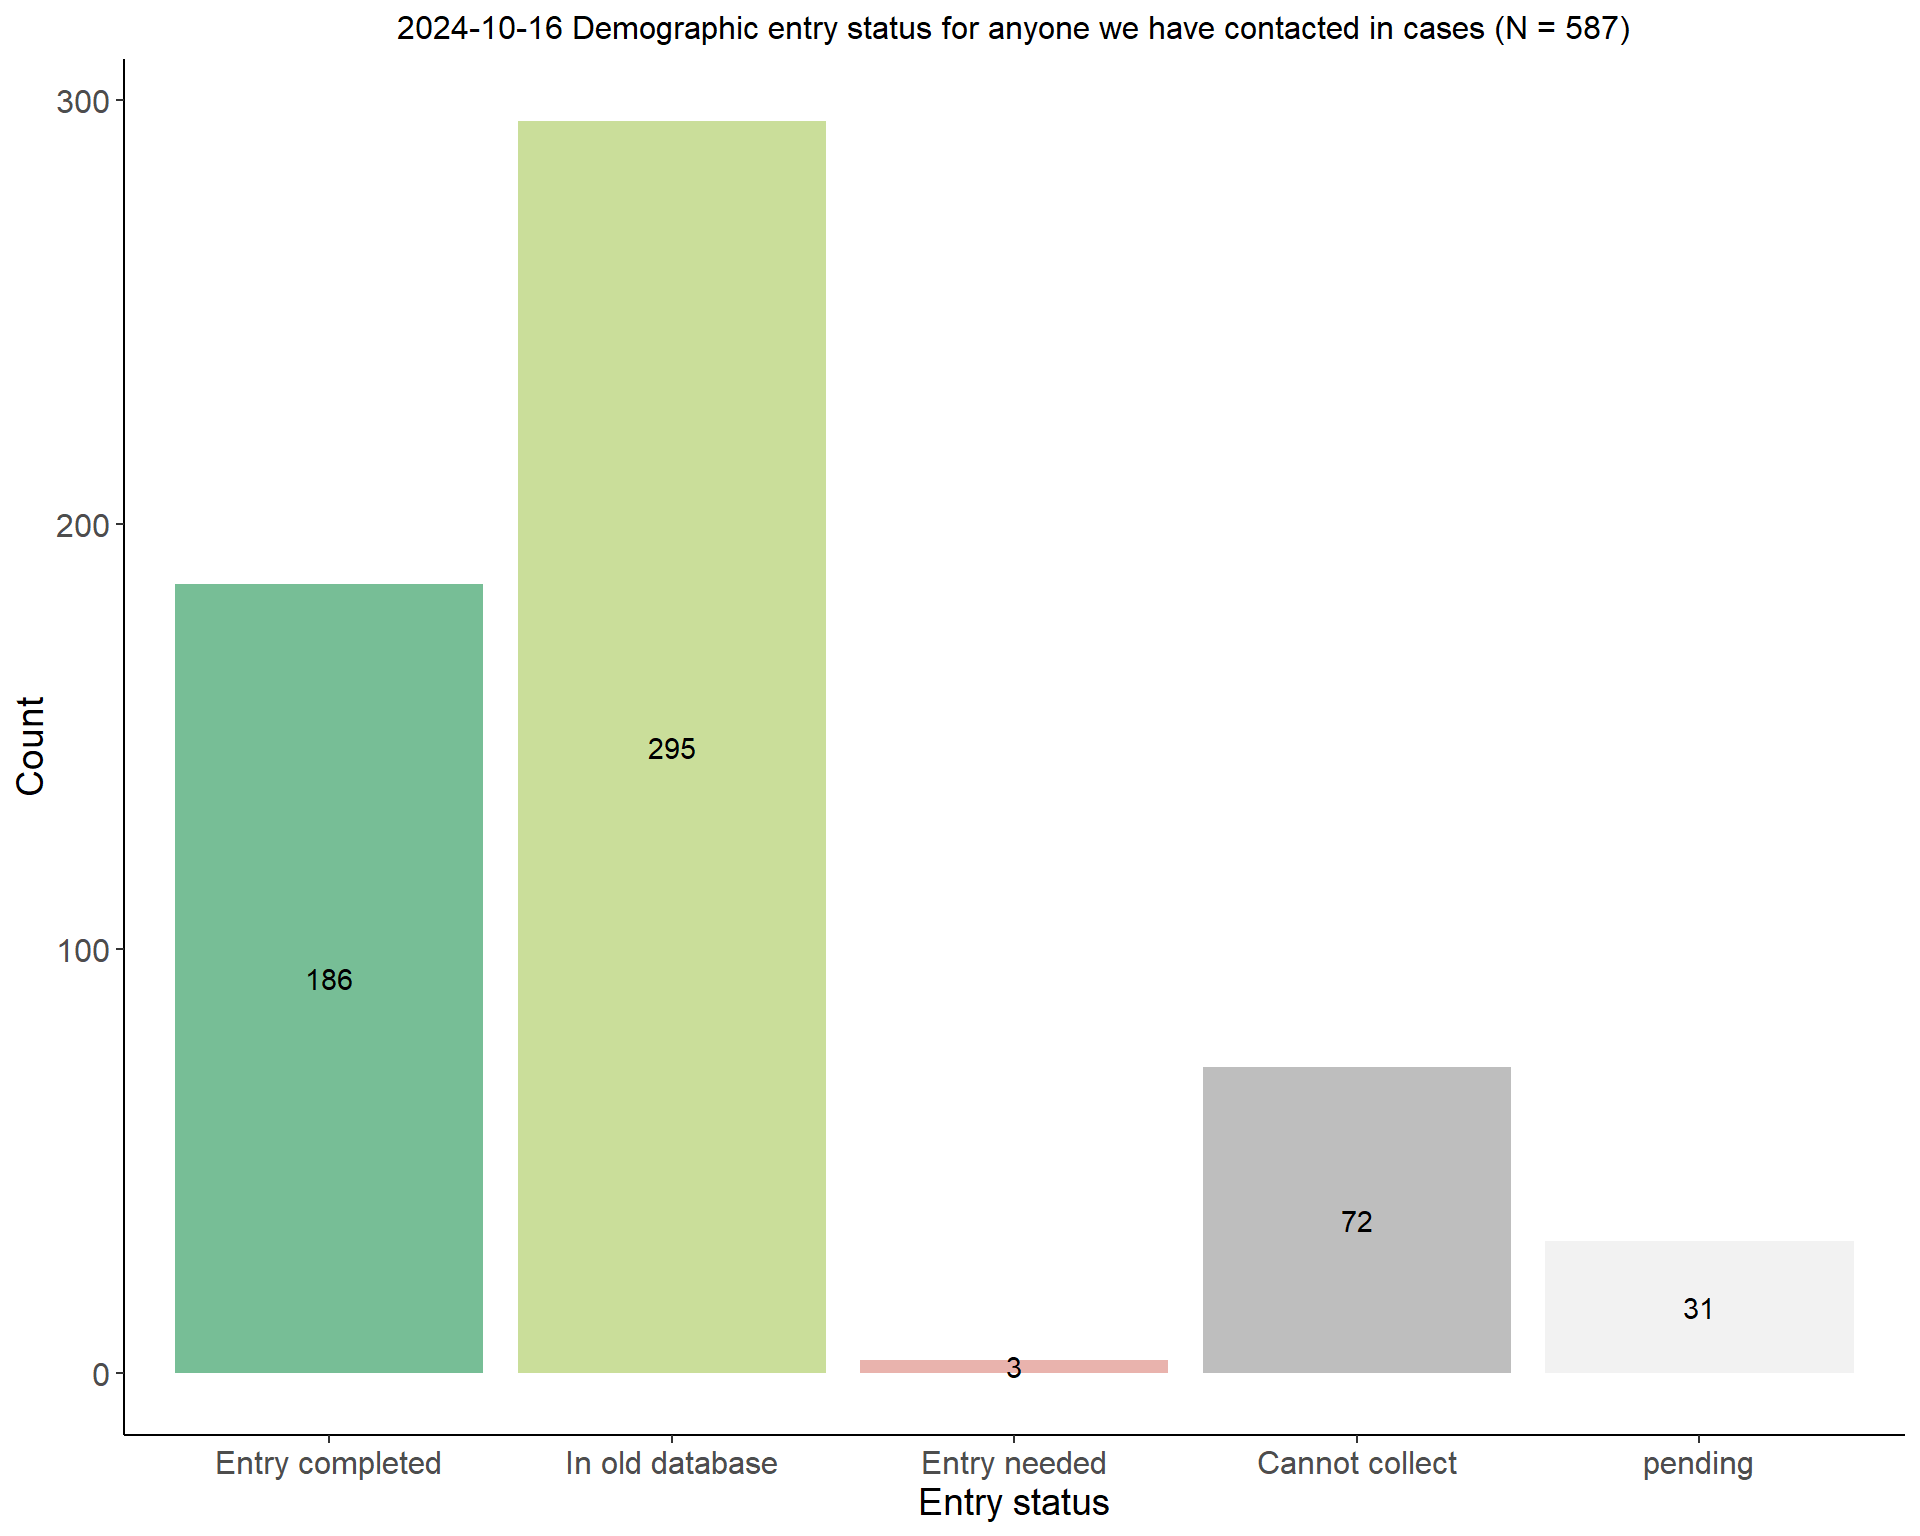 2024-10-16 Demographic entry status for anyone we have contacted in cases (N = 587)
300
200
100
0
Count
186
295
3
72
31
Entry completed
In old database
Entry needed
Cannot collect
pending
Entry status